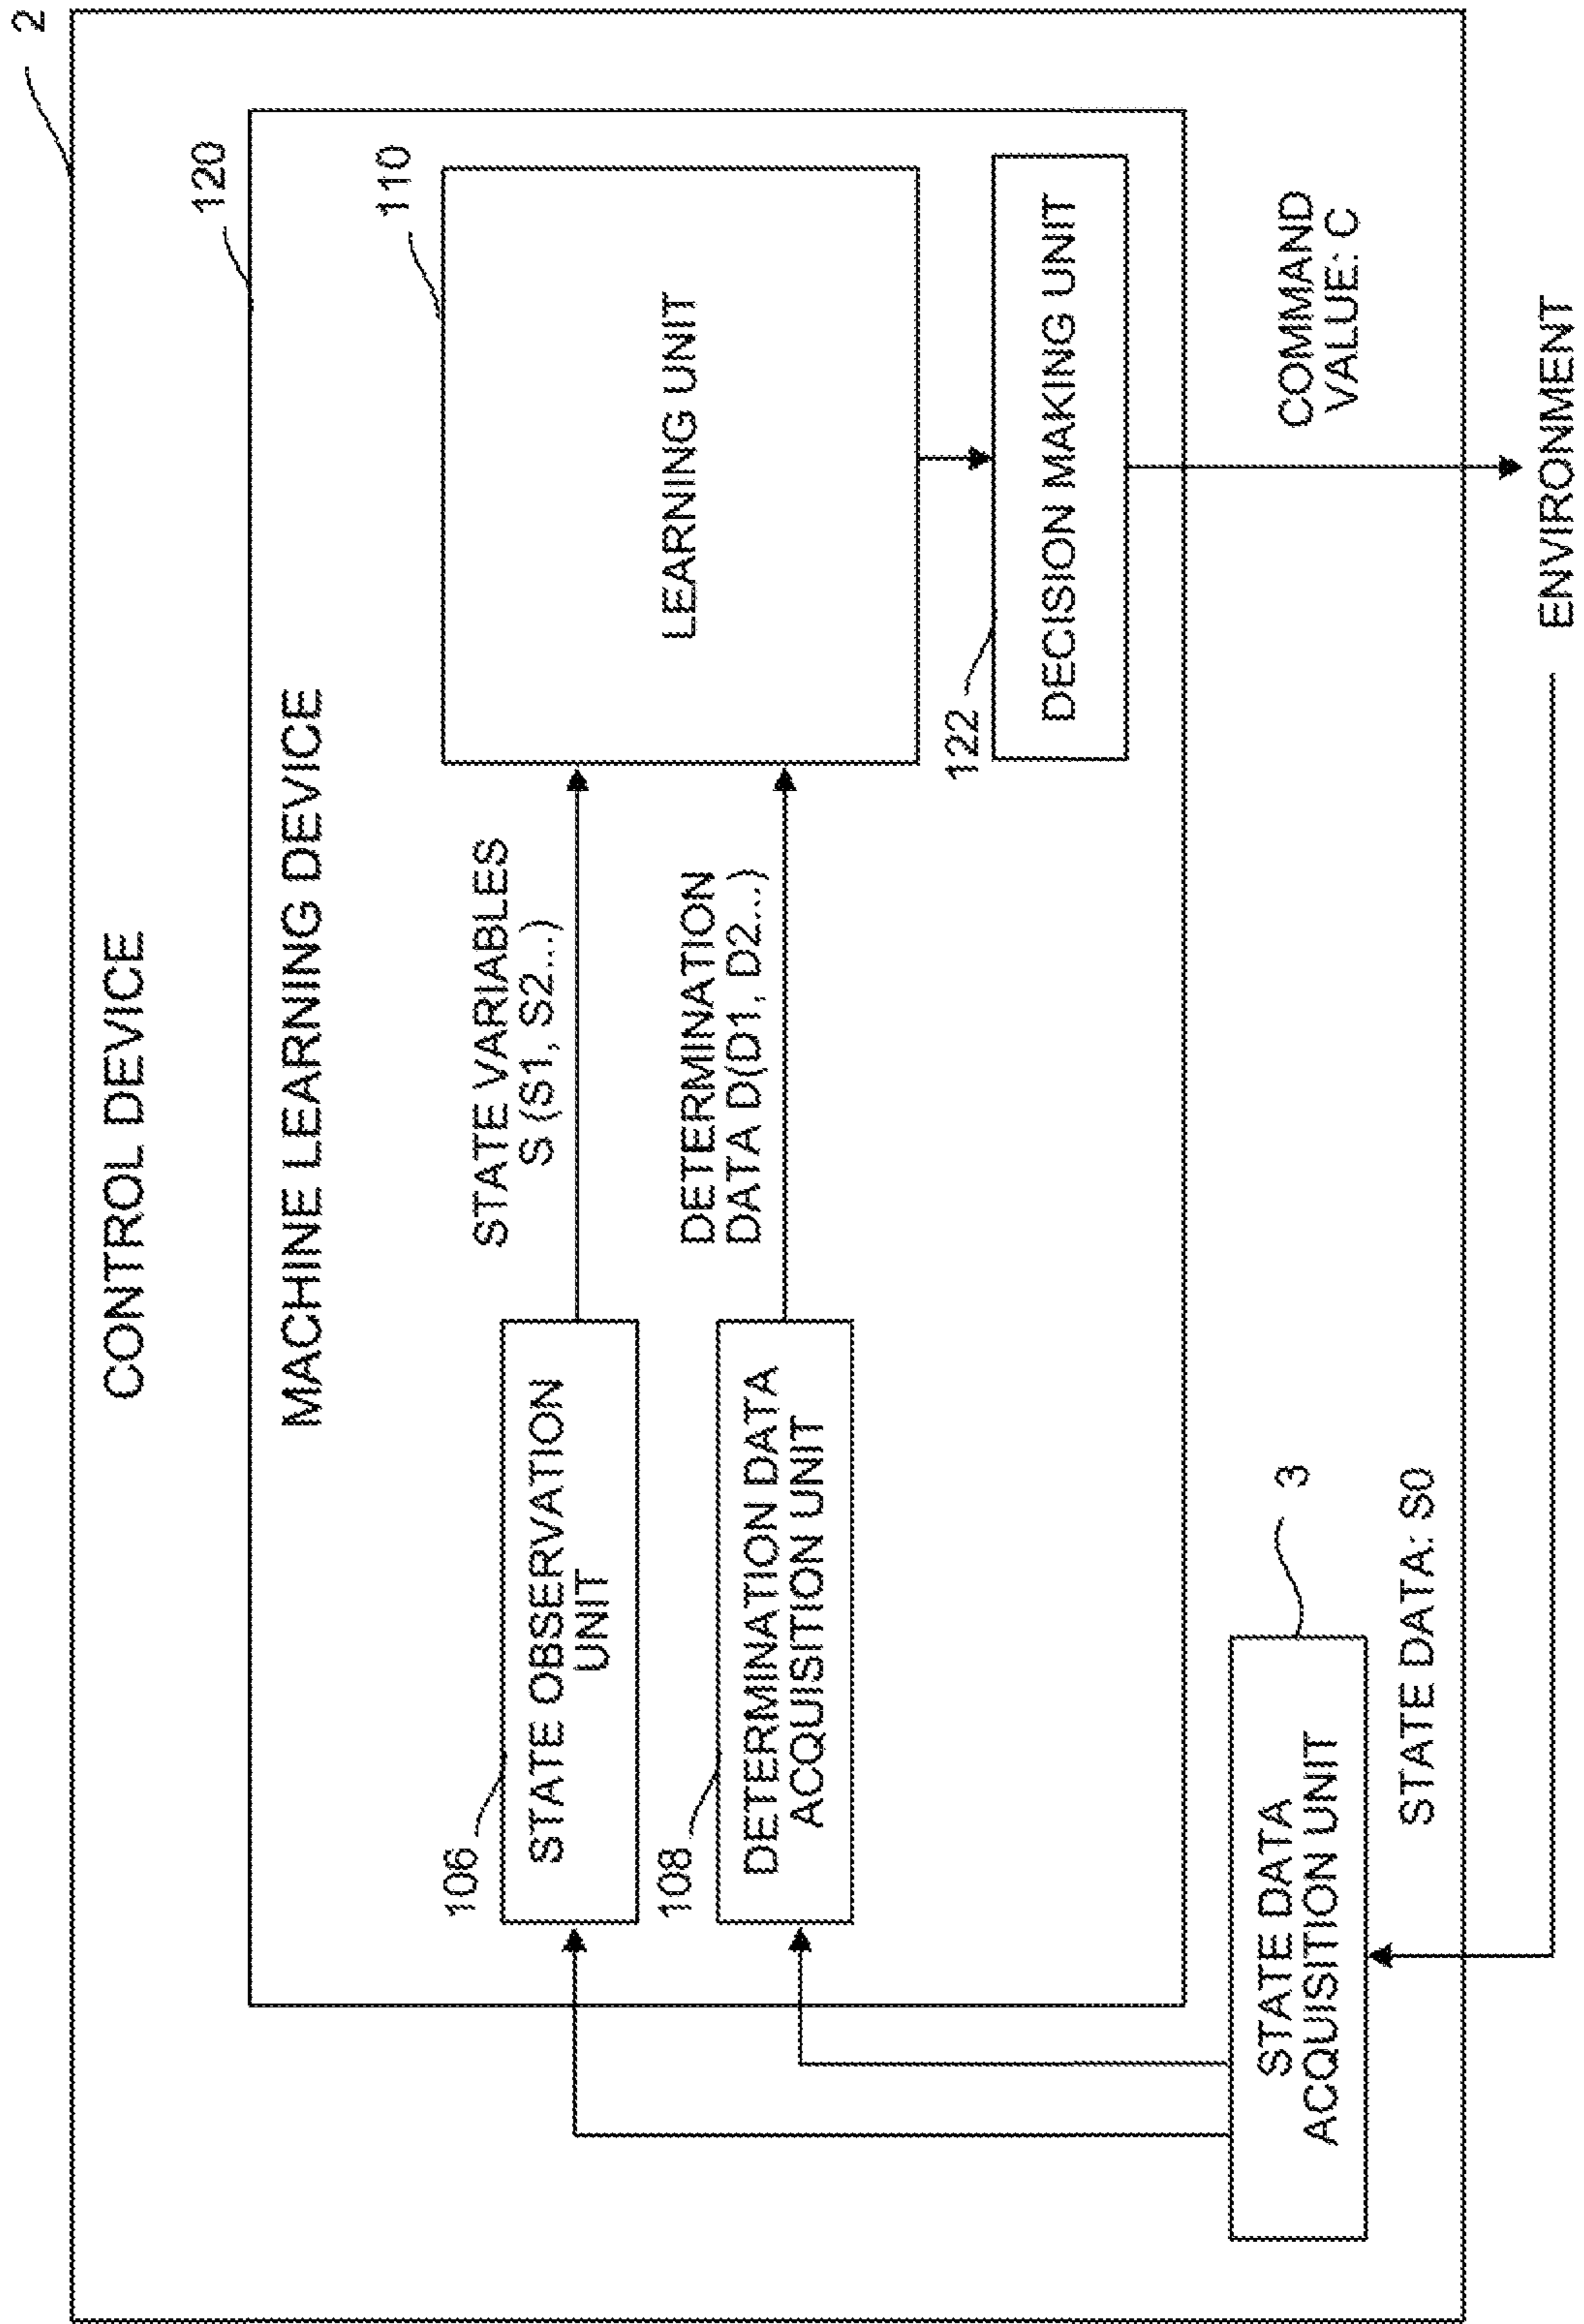 2
CONTROL DEVICE
120
MACHINE LEARNING DEVICE
110
106
STATE OBSERVATION
UNIT
STATE VARIABLES
S (S1, S2...)
LEARNING UNIT
108
DETERMINATION DATA
ACQUISITION UNIT
DETERMINATION
DATA D(D1, D2...)
122
DECISION MAKING UNIT
3
STATE DATA
ACQUISITION UNIT
COMMAND
VALUE: C
STATE DATA: S0
ENVIRONMENT